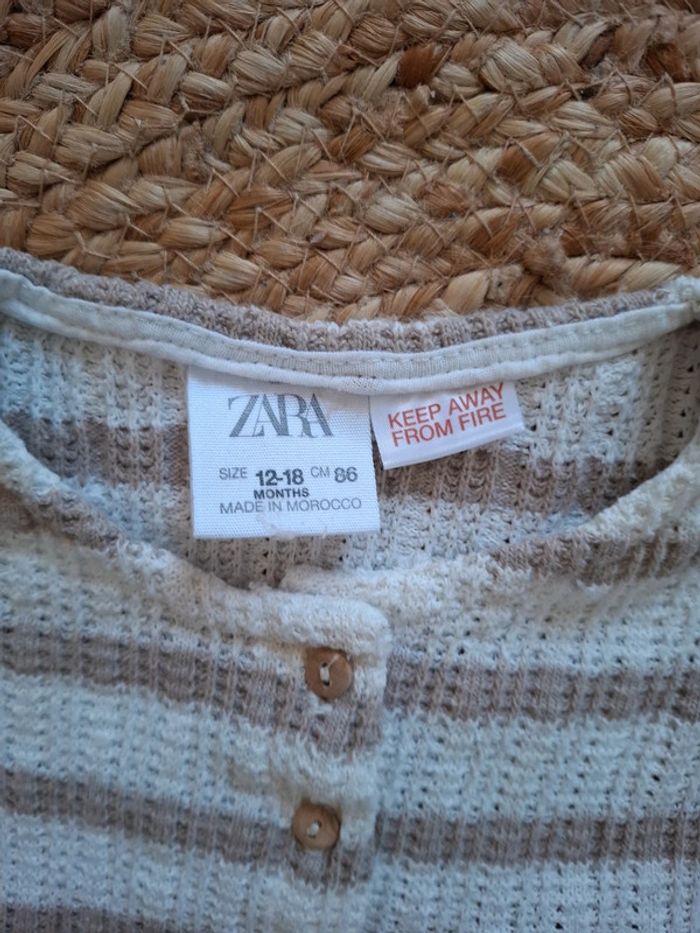 ZARA
SIZE 12-18 CM 86
MONTHS
MADE IN MOROCCO
KEEP AWAY
FROM FIRE